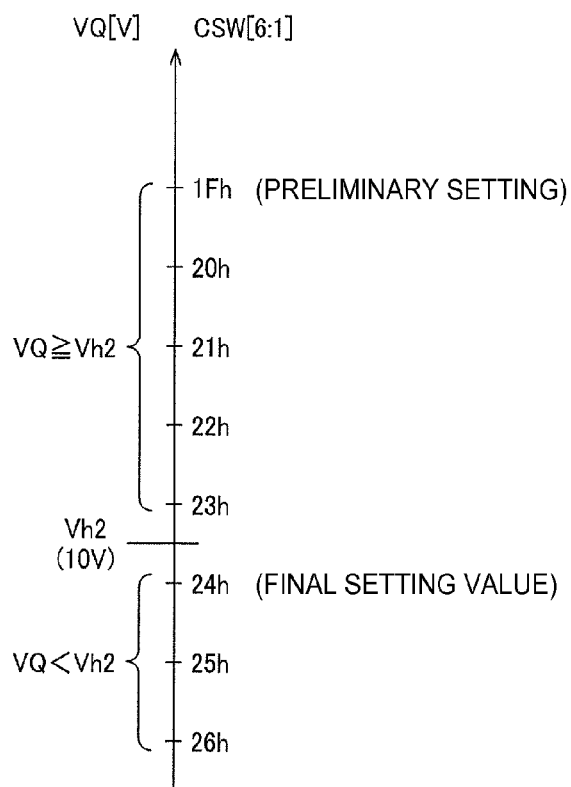 VQ[V] CSW[6:1]
1Fh (PRELIMINARY SETTING)
20h
VQ≧Vh2 21h
22h
23h
Vh2
(10V)
24h (FINAL SETTING VALUE)
VQ<Vh2 25h
26h